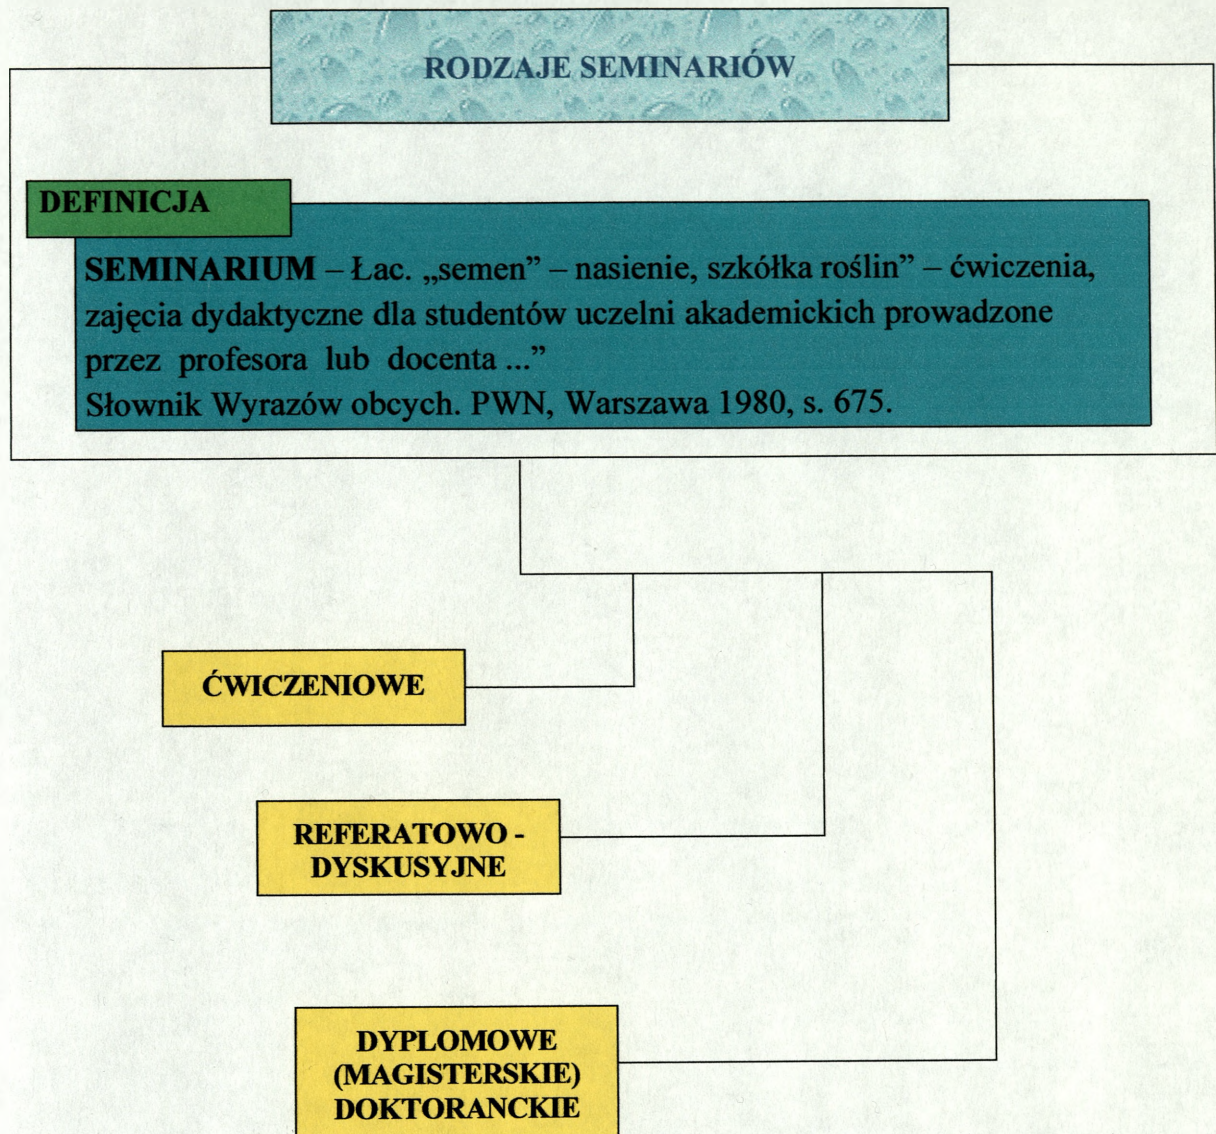 RODZAJE SEMINARIÓW
DEFINICJA
SEMINARIUM – Łac. „semen” – nasienie, szkółka roślin” – ćwiczenia,
zajęcia dydaktyczne dla studentów uczelni akademickich prowadzone
przez profesora lub docenta ...”
Słownik Wyrazów obcych. PWN, Warszawa 1980, s. 675.
ĆWICZENIOWE
REFERATOWO -
DYSKUSYJNE
DYPLOMOWE
(MAGISTERSKIE)
DOKTORANCKIE